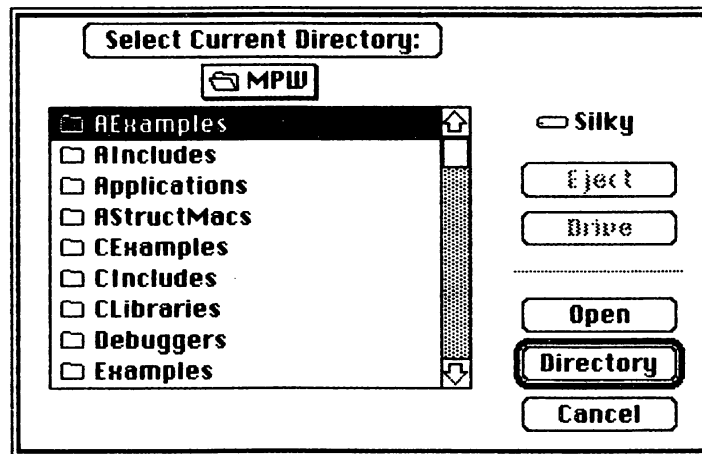 Select Current Directory:
MPW
AExamples
AIncludes
Applications
AStructMacs
CExamples
CIncludes
CLibraries
Debuggers
Examples
Silky
Eject
Drive
Open
Directory
Cancel